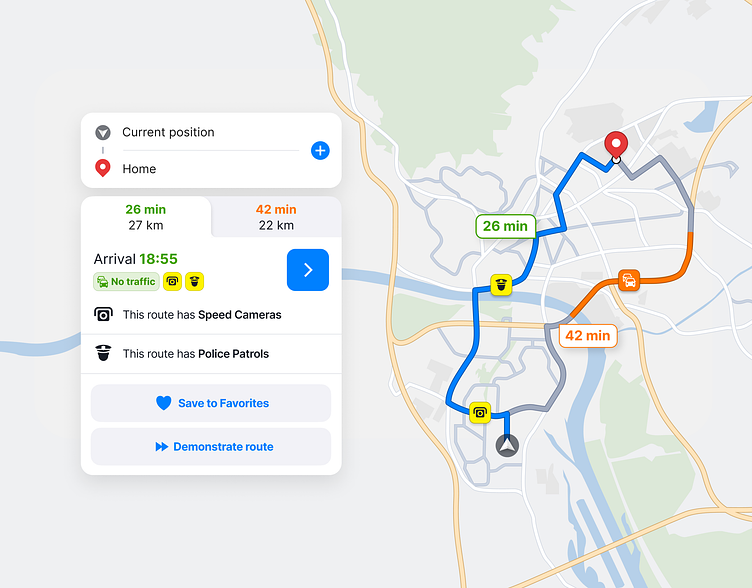 Current position
Home
26 min
27 km
42 min
22 km
Arrival 18:55
No traffic
This route has Speed Cameras
This route has Police Patrols
Save to Favorites
Demonstrate route
26 min
42 min